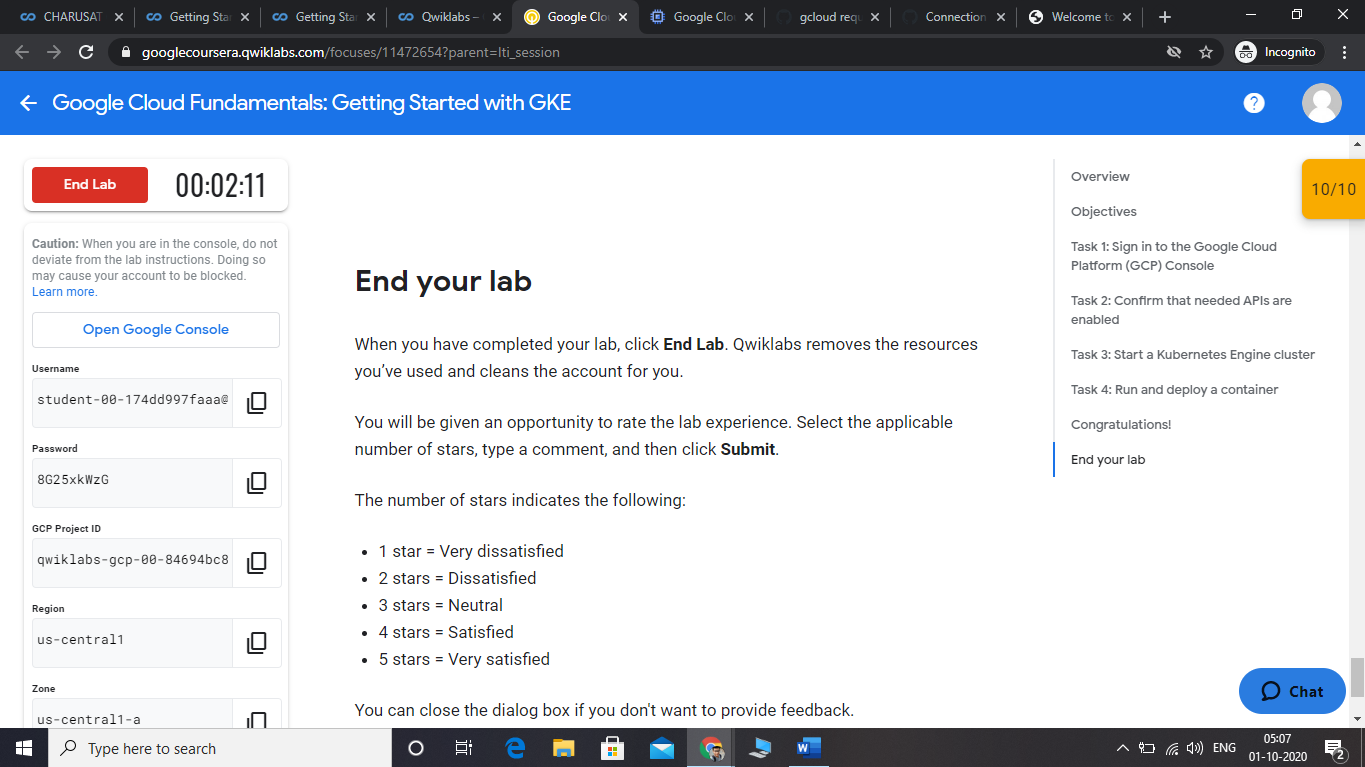 CHARUSAT
Getting Sta
Getting Sta
Qwiklabs –
Google Clo
Google Clo
gcloud requ
Connection
Welcome to
googlecoursera.qwiklabs.com/focuses/11472654?parent=lti_session
Incognito
Google Cloud Fundamentals: Getting Started with GKE
?
End Lab
00:02:11
Caution: When you are in the console, do not
deviate from the lab instructions. Doing so
may cause your account to be blocked.
Learn more.
Open Google Console
Username
student-00-174dd997faaa@
Password
8G25xkWzG
GCP Project ID
qwiklabs-gcp-00-84694bc8
Region
us-central1
Zone
us-central1-a
End your lab
When you have completed your lab, click End Lab. Qwiklabs removes the resources
you’ve used and cleans the account for you.
You will be given an opportunity to rate the lab experience. Select the applicable
number of stars, type a comment, and then click Submit.
The number of stars indicates the following:
• 1 star = Very dissatisfied
• 2 stars = Dissatisfied
• 3 stars = Neutral
• 4 stars = Satisfied
• 5 stars = Very satisfied
You can close the dialog box if you don't want to provide feedback.
Overview
Objectives
Task 1: Sign in to the Google Cloud
Platform (GCP) Console
Task 2: Confirm that needed APIs are
enabled
Task 3: Start a Kubernetes Engine cluster
Task 4: Run and deploy a container
Congratulations!
End your lab
10/10
Chat
Type here to search
ENG
05:07
01-10-2020
2